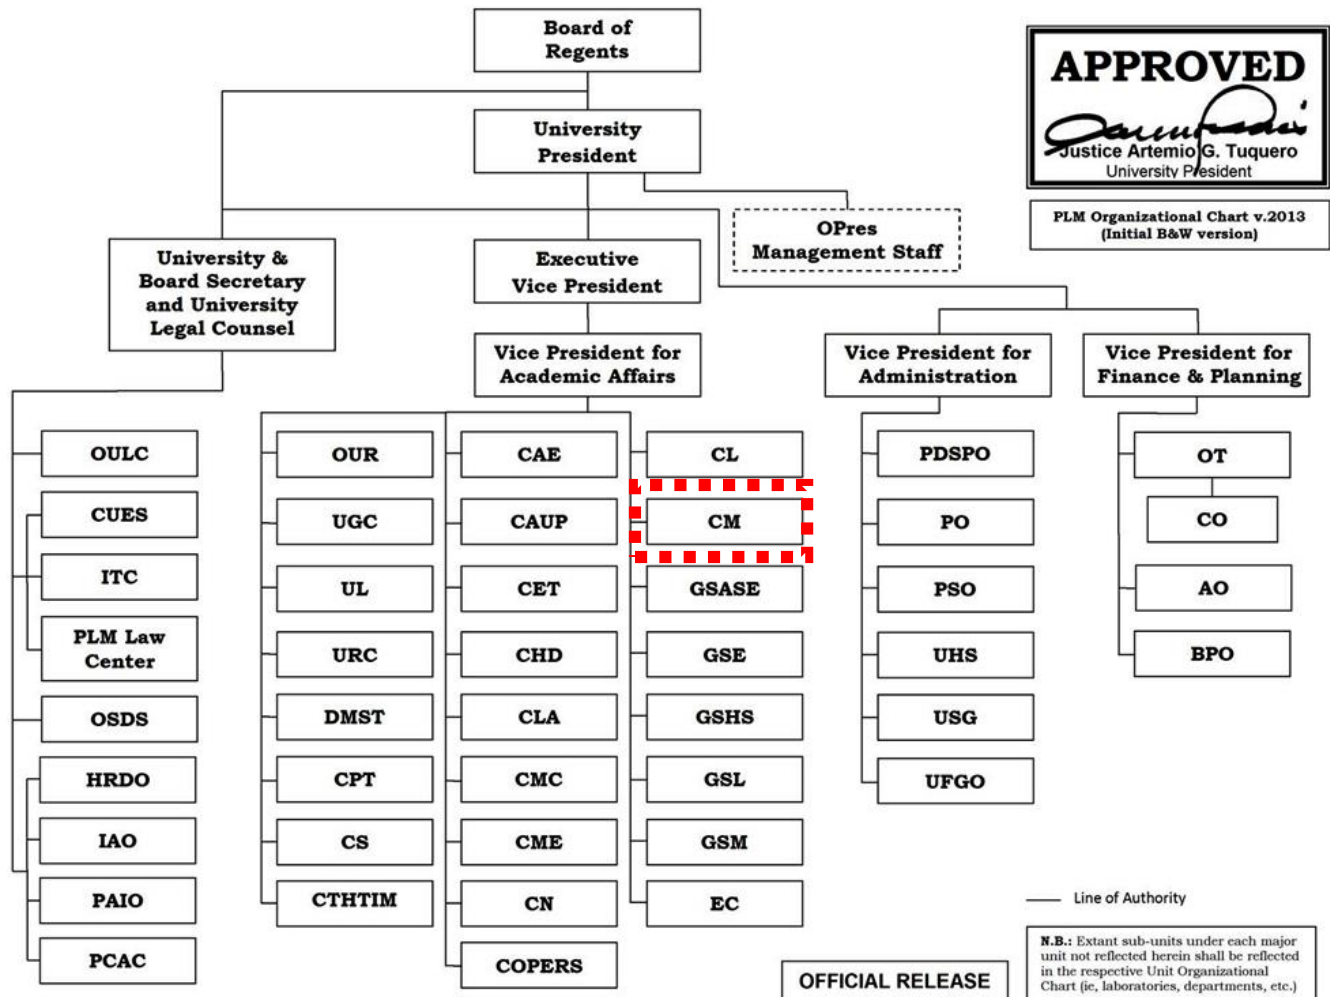 Board of
Regents
APPROVED
Justice Artemio G. Tuquero
University President
University
President
PLM Organizational Chart v.2013
(Initial B&W version)
OPres
Management Staff
University &
Board Secretary
and University
Legal Counsel
Executive
Vice President
Vice President for
Academic Affairs
Vice President for
Administration
Vice President for
Finance & Planning
OULC
CUES
ITC
PLM Law
Center
OSDS
HRDO
IAO
PAIO
PCAC
OUR
UGC
UL
URC
DMST
CPT
CS
CTHTIM
CAE
CAUP
CET
CHD
CLA
CMC
CME
CN
COPERS
CL
CM
GSASE
GSE
GSHS
GSL
GSM
EC
PDSPO
PO
PSO
UHS
USG
UFGO
OT
CO
AO
BPO
Line of Authority
N.B.: Extant sub-units under each major
unit not reflected herein shall be reflected
in the respective Unit Organizational
Chart (ie, laboratories, departments, etc.)
OFFICIAL RELEASE